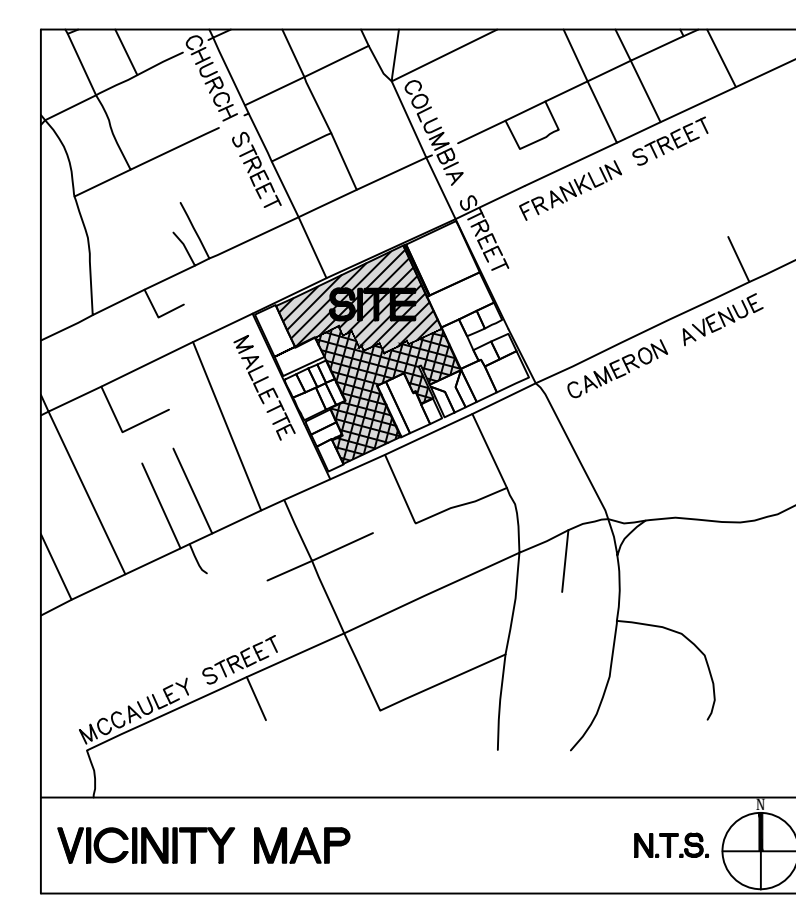 CHURCH STREET
COLUMBIA STREET
FRANKLIN STREET
SITE
MALLETTE
CAMERON AVENUE
MCCAULEY STREET
VICINITY MAP
N.T.S.
N